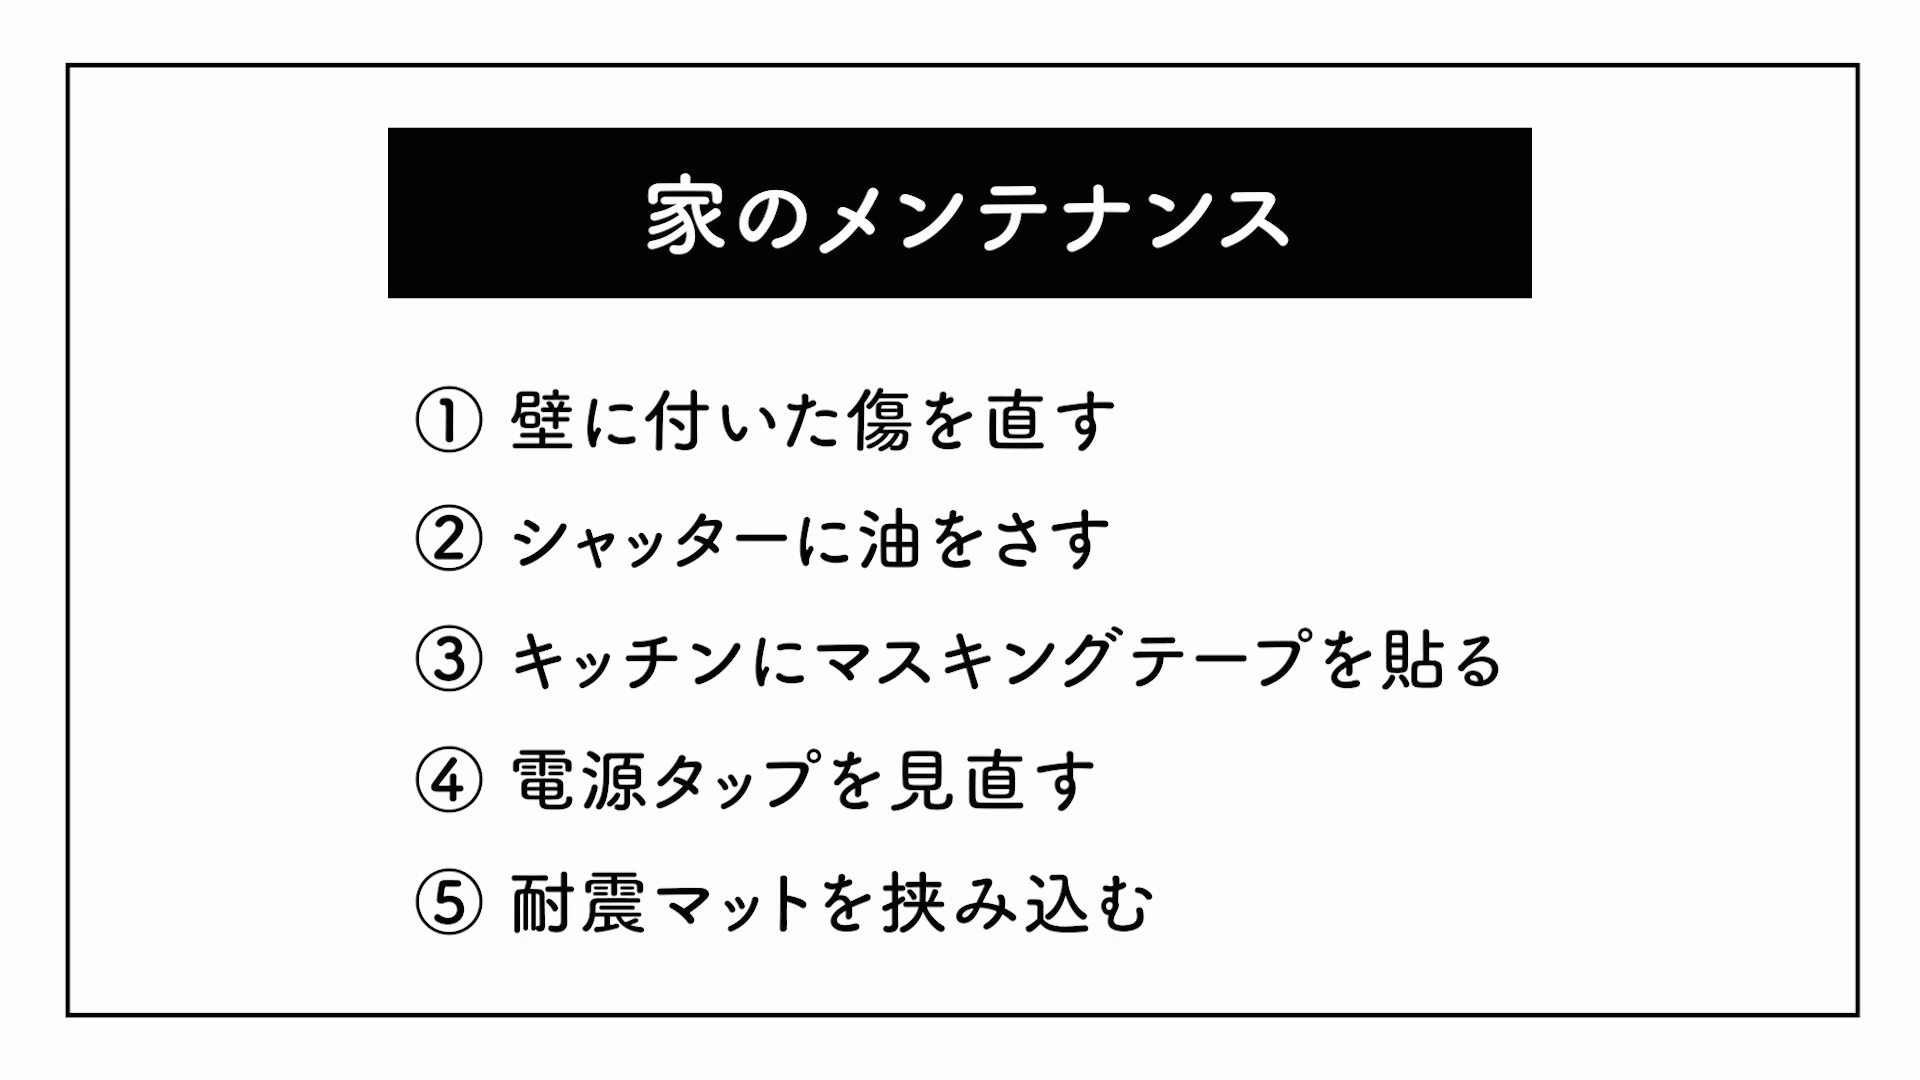 家のメンテナンス
① 壁に付いた傷を直す
② シャッターに油をさす
③ キッチンにマスキングテープを貼る
④ 電源タップを見直す
⑤ 耐震マットを挟み込む